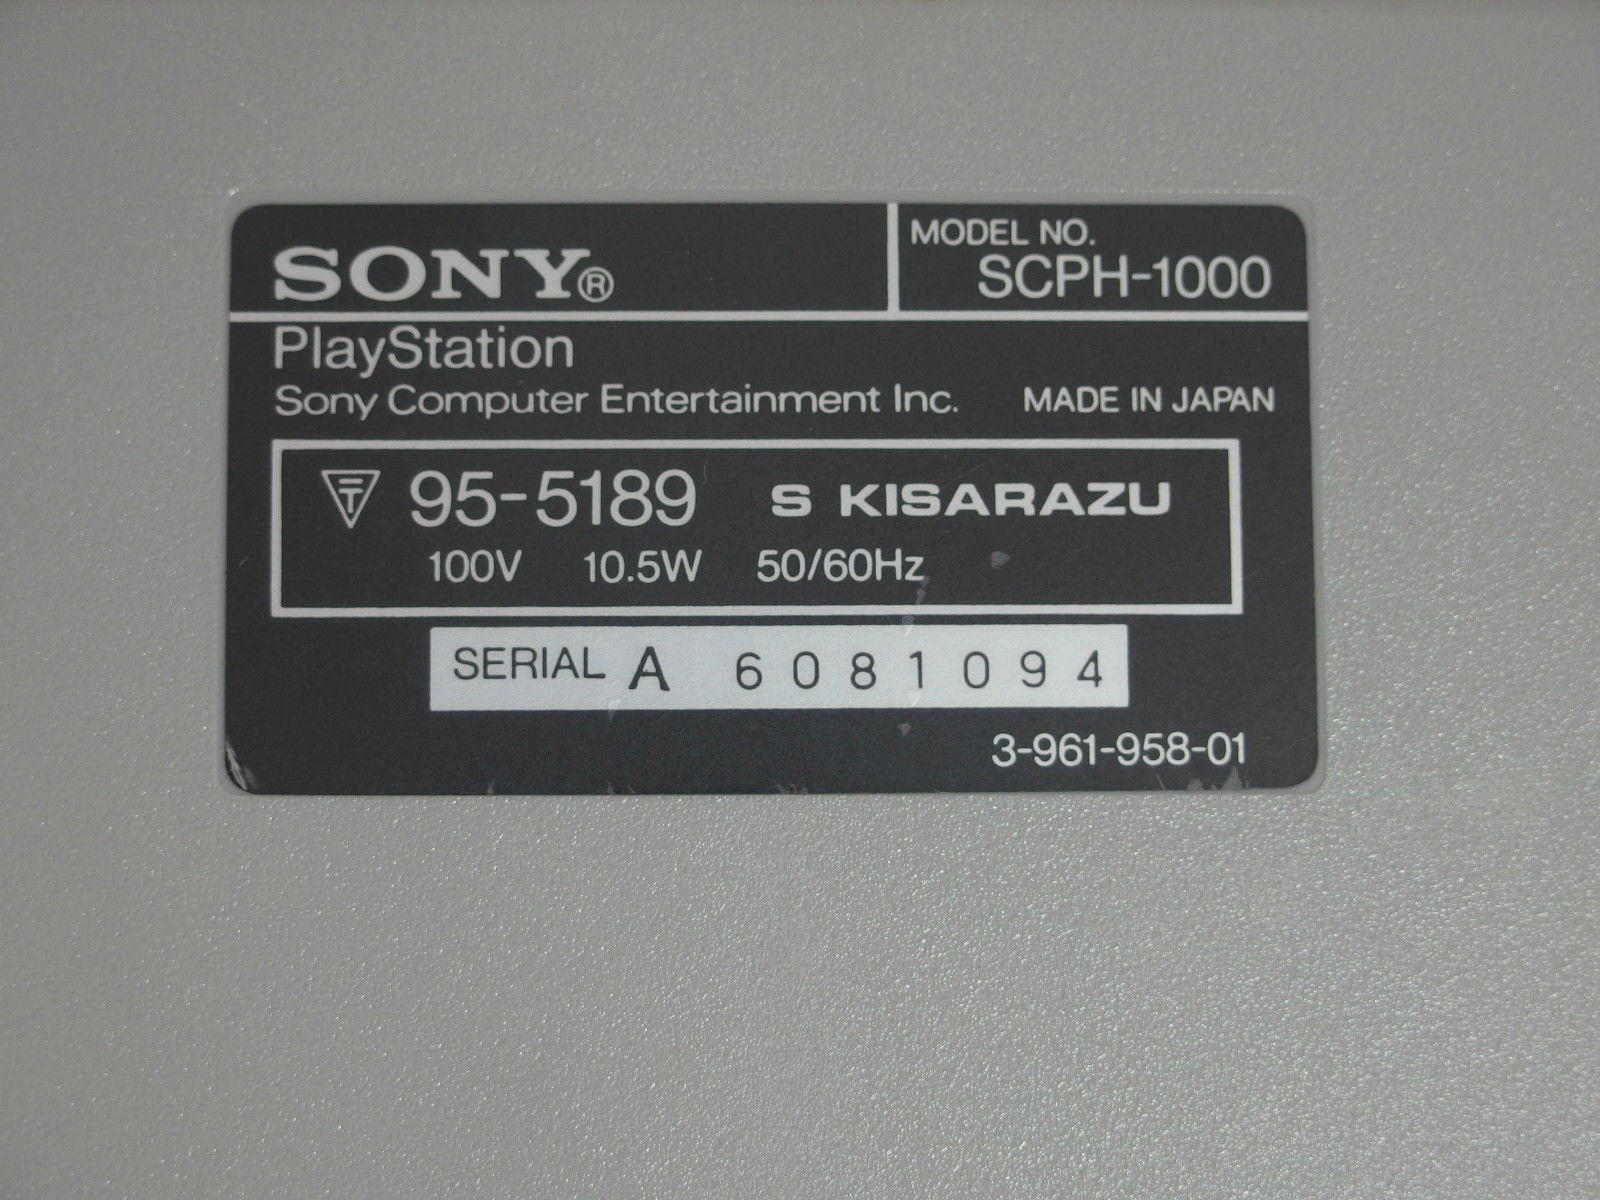 SONY®
MODEL NO.
SCPH-1000
PlayStation
Sony Computer Entertainment Inc. MADE IN JAPAN
T 95-5189 S KISARAZU
100V 10.5W 50/60Hz
SERIAL A 6081094
3-961-958-01